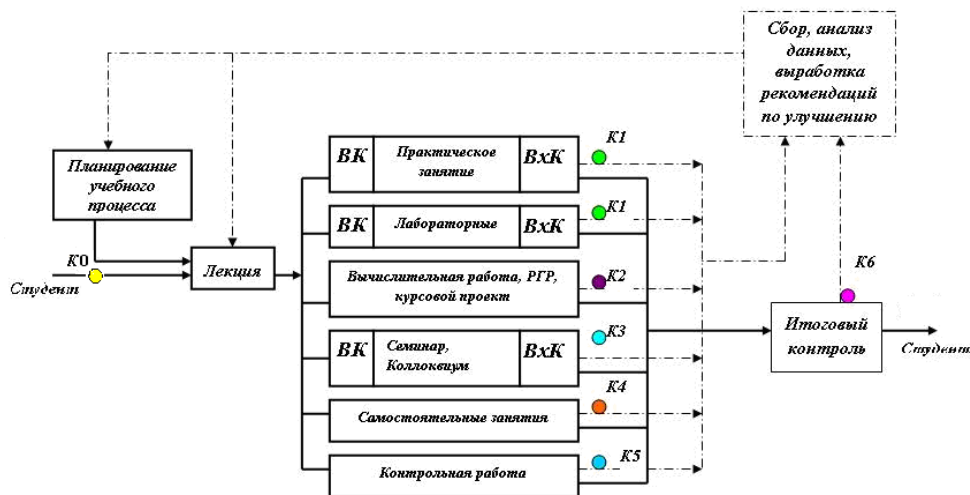 Сбор, анализ
данных,
выработка
рекомендаций
по улучшению
Планирование
учебного
процесса
К0
Студент
Лекция
ВК
Практическое
занятие
ВхК
К1
ВК
Лабораторные
ВхК
К1
Вычислительная работа, РГР,
курсовой проект
К2
ВК
Семинар,
Коллоквиум
ВхК
К3
Самостоятельные занятия
К4
Контрольная работа
К5
К6
Итоговый
контроль
Студент